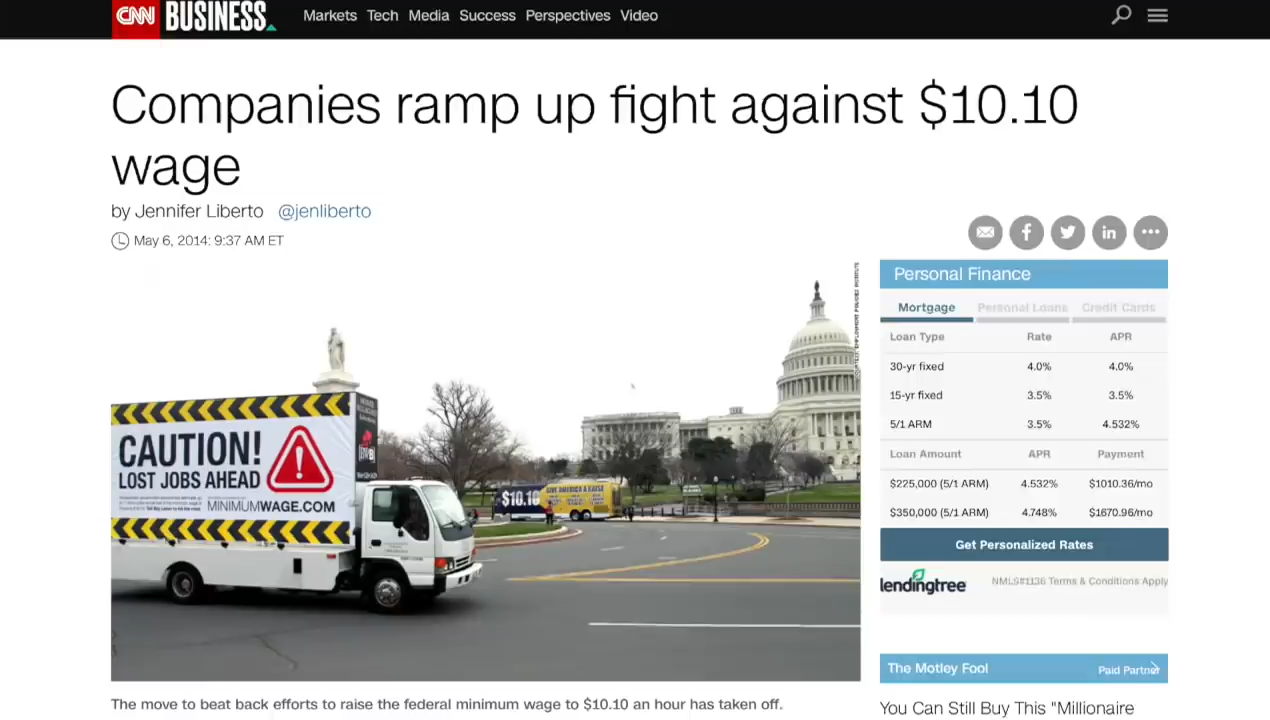 CNN BUSINESS Markets Tech Media Success Perspectives Video
Companies ramp up fight against $10.10
wage
by Jennifer Liberto @jenliberto
May 6, 2014: 9:37 AM ET
CAUTION!
LOST JOBS AHEAD
MINIMUMWAGE.COM
$10.10
GIVE AMERICA A RAISE
The move to beat back efforts to raise the federal minimum wage to $10.10 an hour has taken off.
Personal Finance
Mortgage Personal Loans Credit Cards
Loan Type Rate APR
30-yr fixed 4.0% 4.0%
15-yr fixed 3.5% 3.5%
5/1 ARM 3.5% 4.532%
Loan Amount APR Payment
$225,000 (5/1 ARM) 4.532% $1010.36/mo
$350,000 (5/1 ARM) 4.748% $1670.96/mo
Get Personalized Rates
lendingtree NMLS#1136 Terms & Conditions Apply
The Motley Fool Paid Partner
You Can Still Buy This "Millionaire